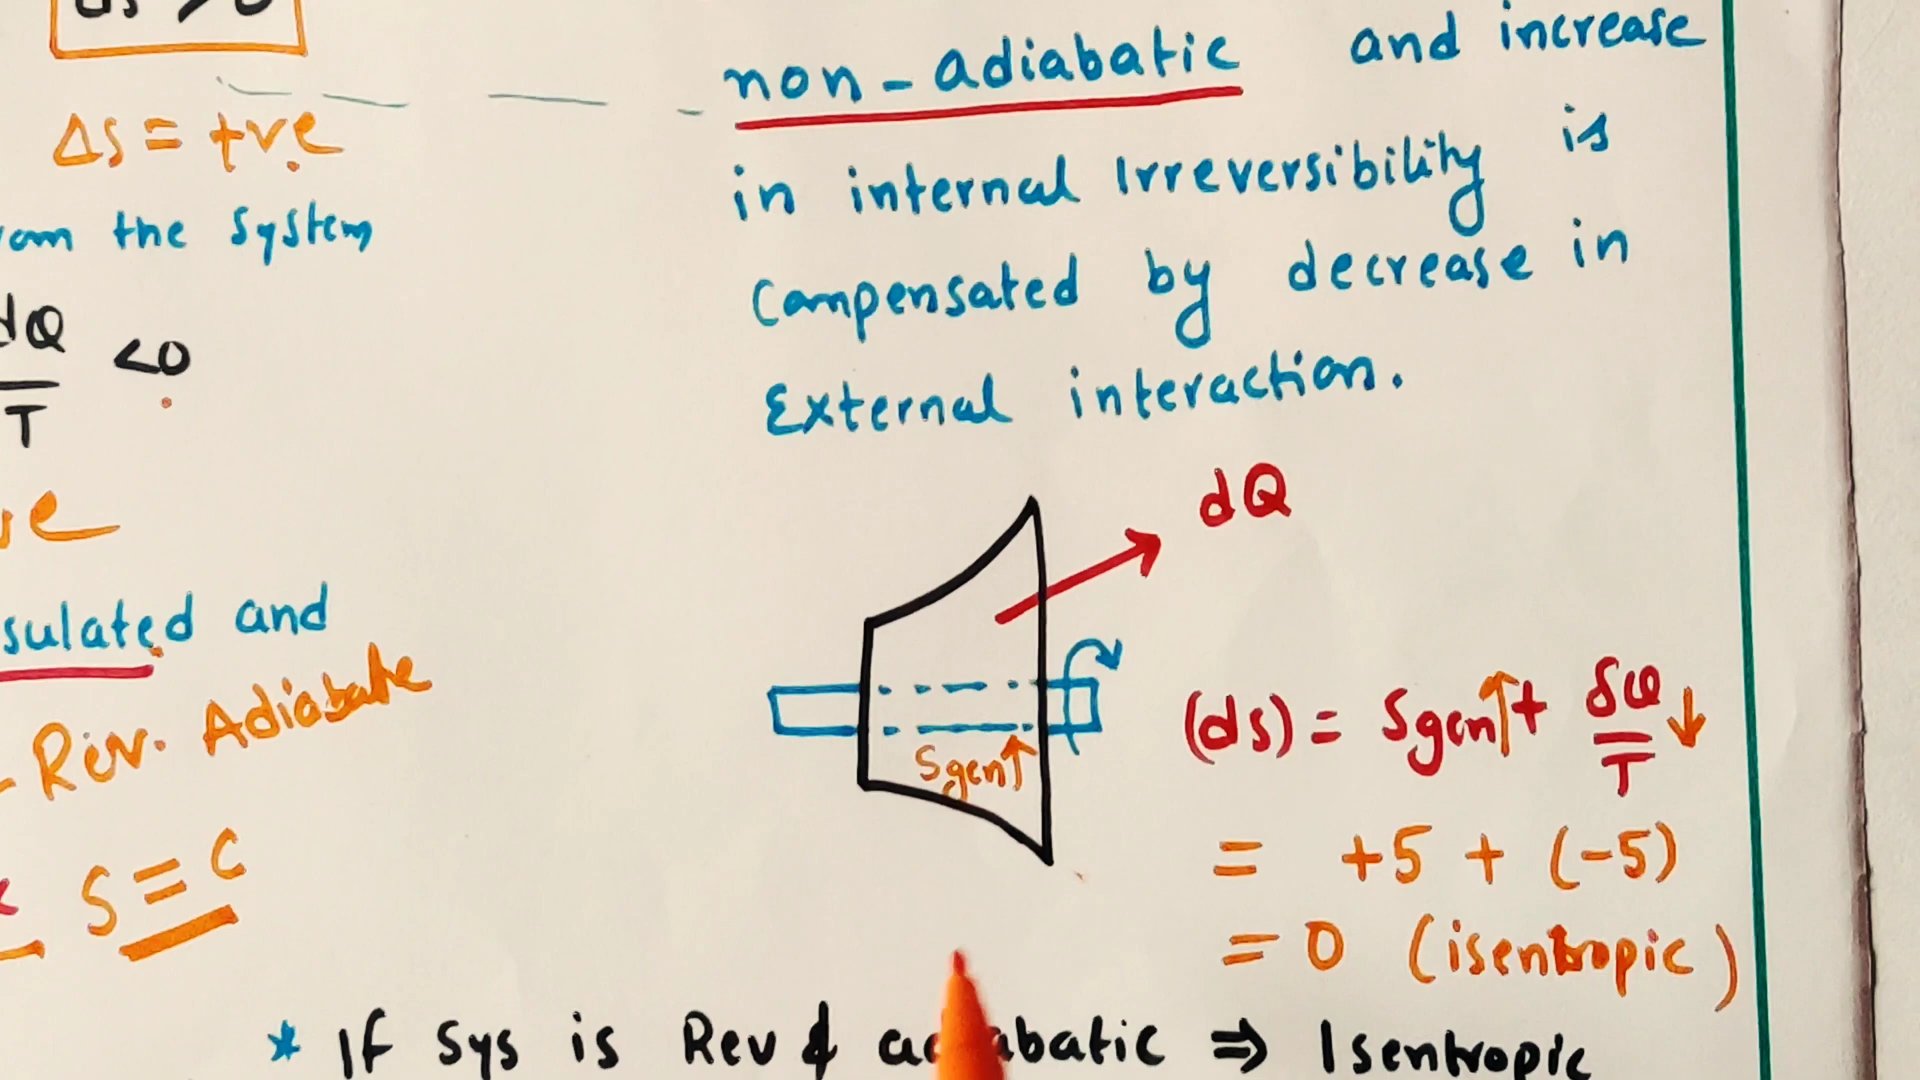 ΔS = +ve
the system
dQ
T
<0
sulated and
Rev. Adiabatic
S = C
non-adiabatic and increase
in internal Irreversibility is
compensated by decrease in
External interaction.
dQ
Sgen↑
(ds) = Sgen↑ + δQ/T ↓
= +5 + (-5)
= 0 (isentropic)
* If sys is Rev & adiabatic ⇒ Isentropic